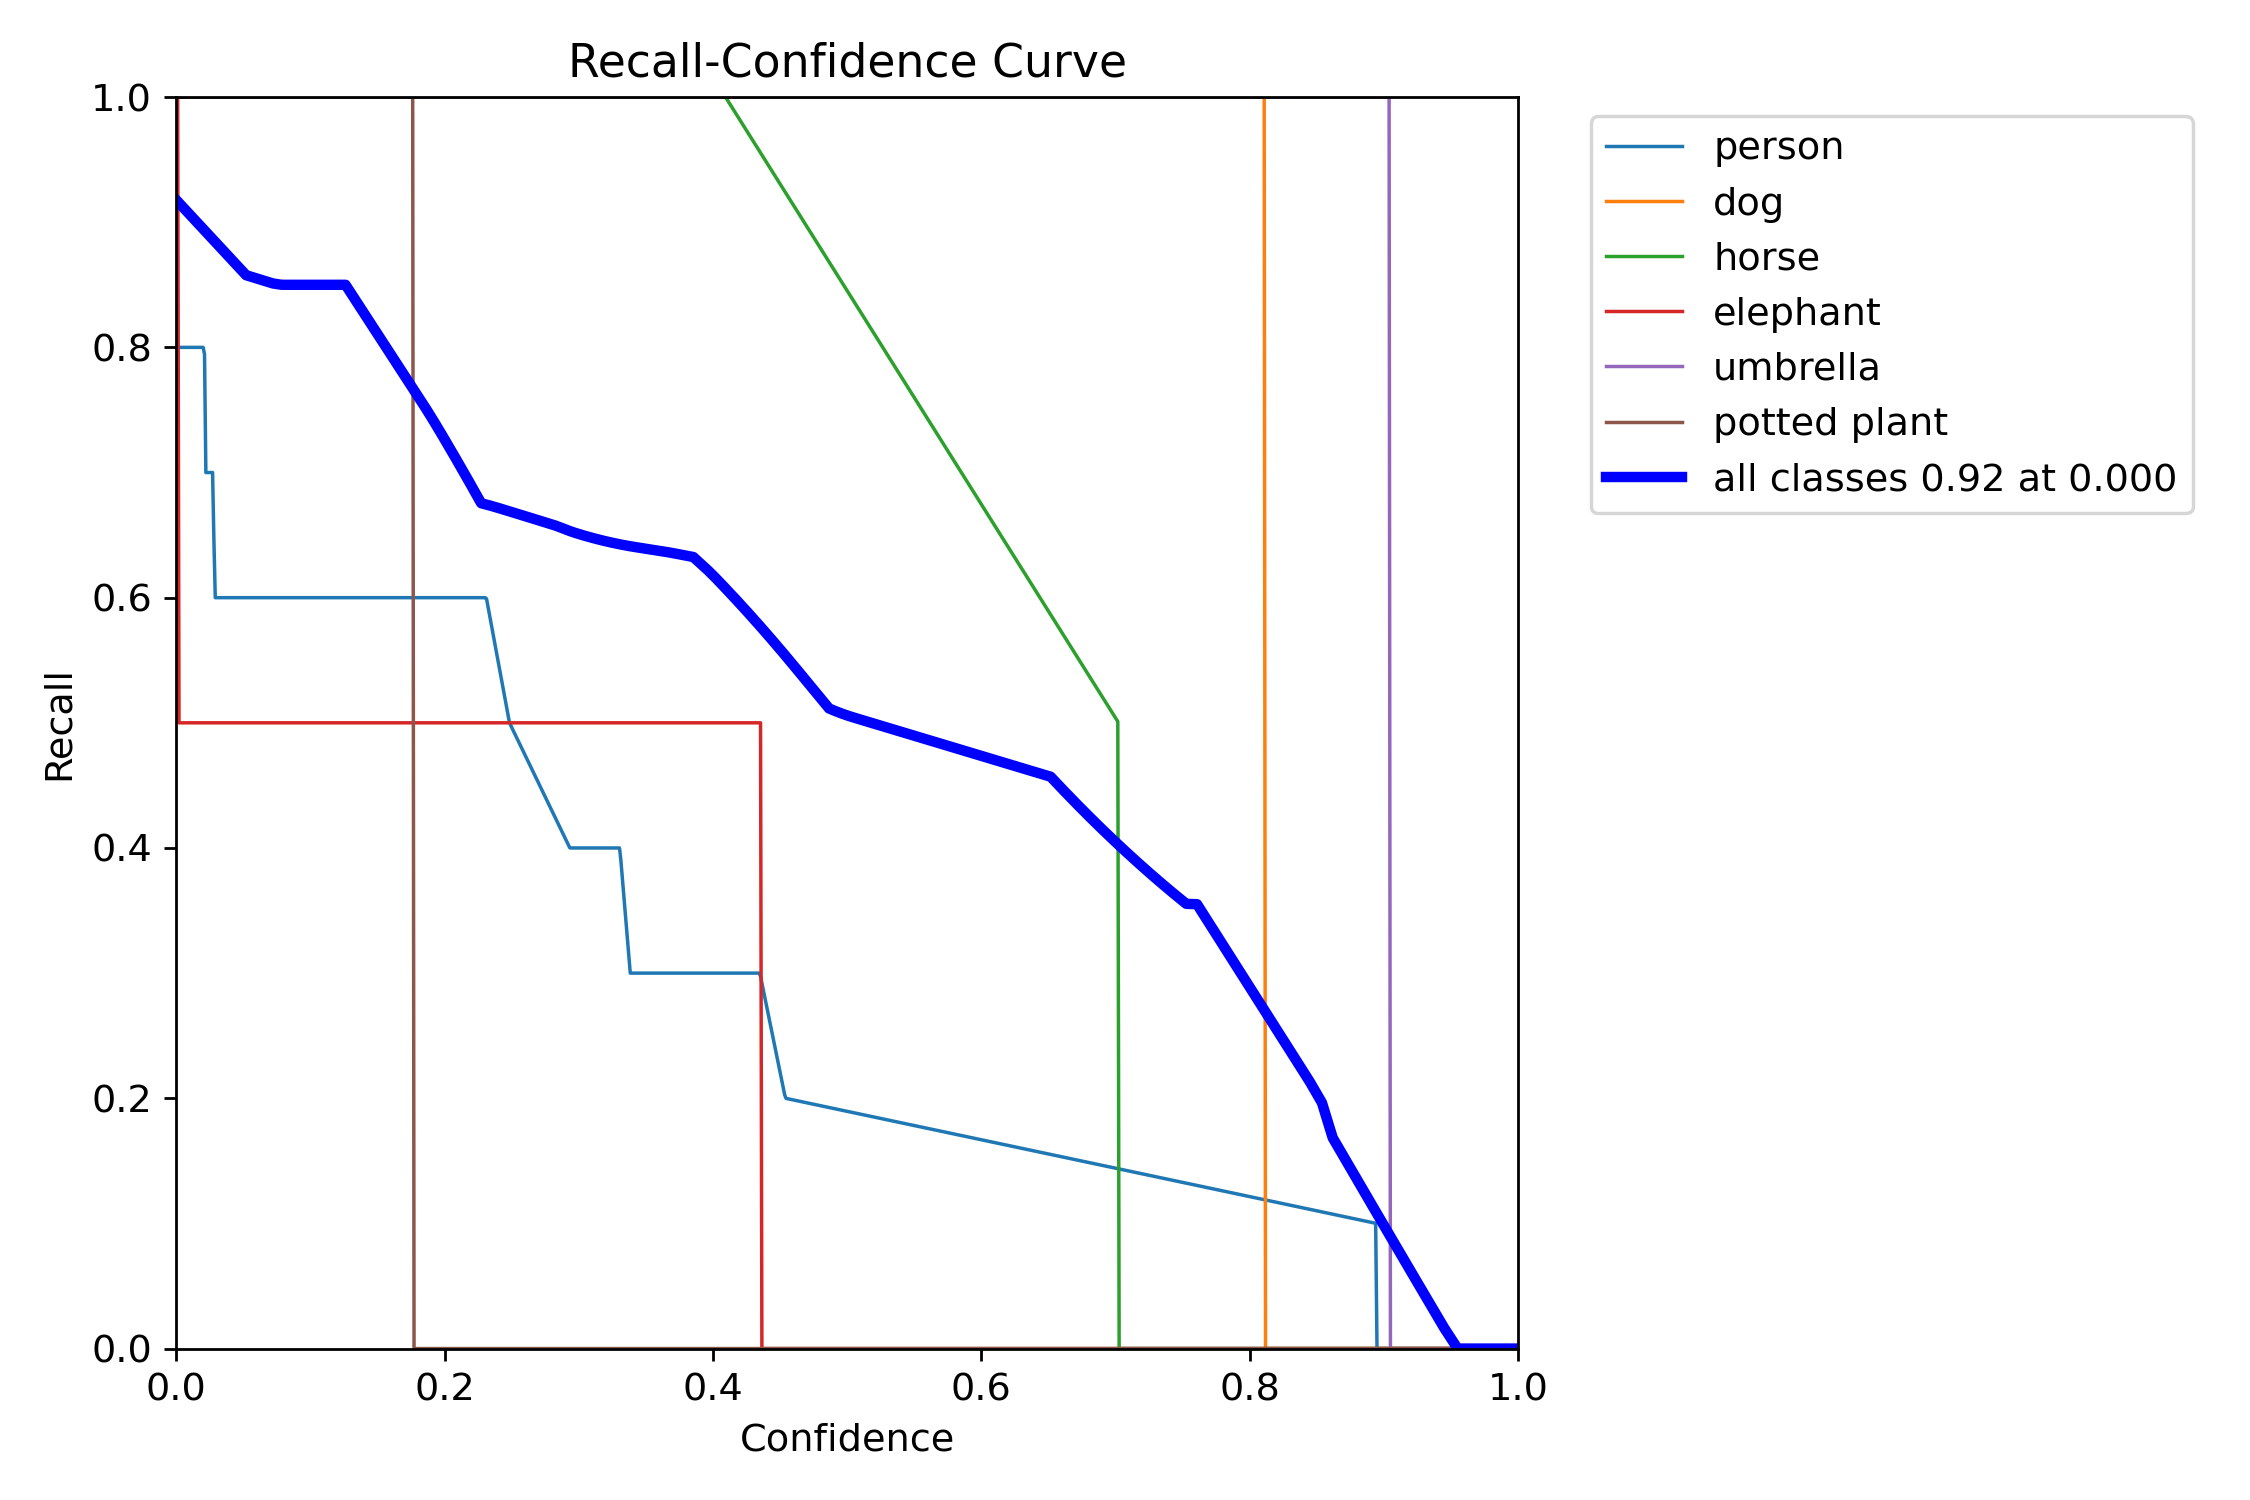 Recall-Confidence Curve
1.0
0.8
0.6
0.4
0.2
0.0
Recall
0.0 0.2 0.4 0.6 0.8 1.0
Confidence
person
dog
horse
elephant
umbrella
potted plant
all classes 0.92 at 0.000